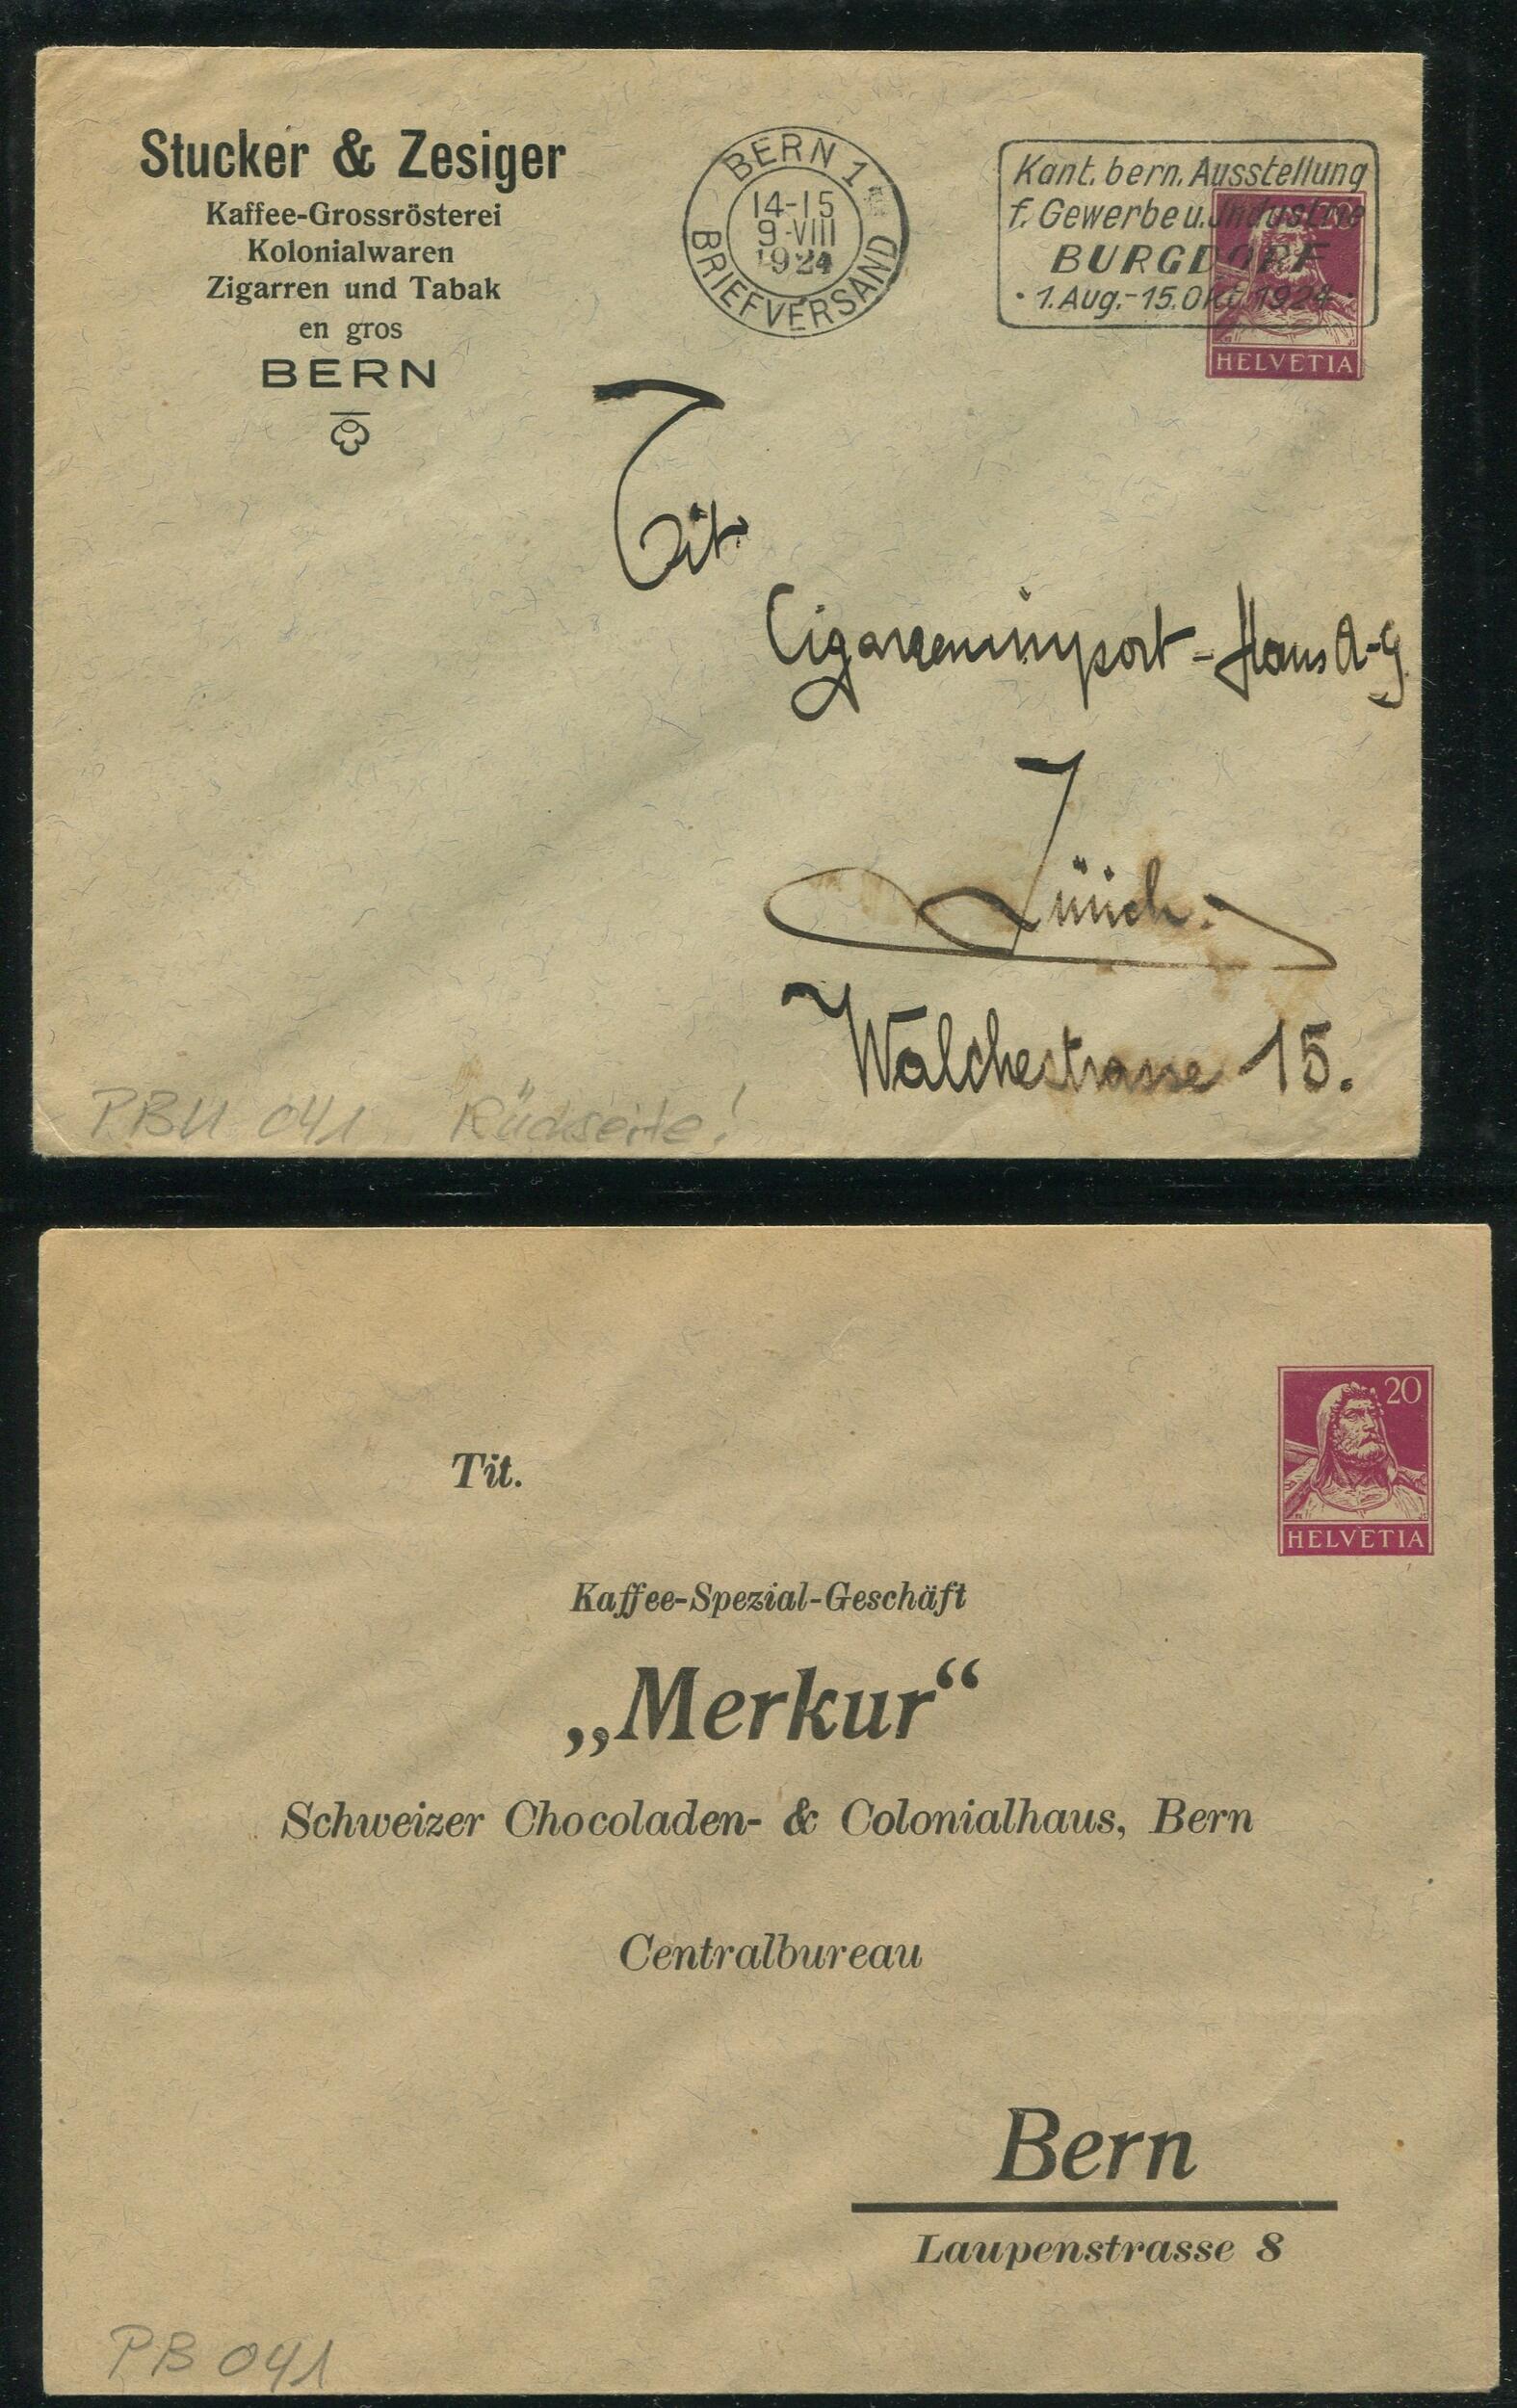 Stucker & Zesiger
Kaffee-Grossrösterei
Kolonialwaren
Zigarren und Tabak
en gros
BERN
BERN 1
14-15
9-VIII
1924
BRIEFVERSAND
Kant. bern. Ausstellung
f. Gewerbe u. Industrie
BURGDORF
· 1. Aug.-15. Okt. 1924 ·
20
HELVETIA
Tit.
Cigarrenimport-Haus A-G.
Zürich.
Walchestrasse 15.
PBU 041 Rückseite!
20
HELVETIA
Tit.
Kaffee-Spezial-Geschäft
„Merkur“
Schweizer Chocoladen- & Colonialhaus, Bern
Centralbureau
Bern
Laupenstrasse 8
PB 041